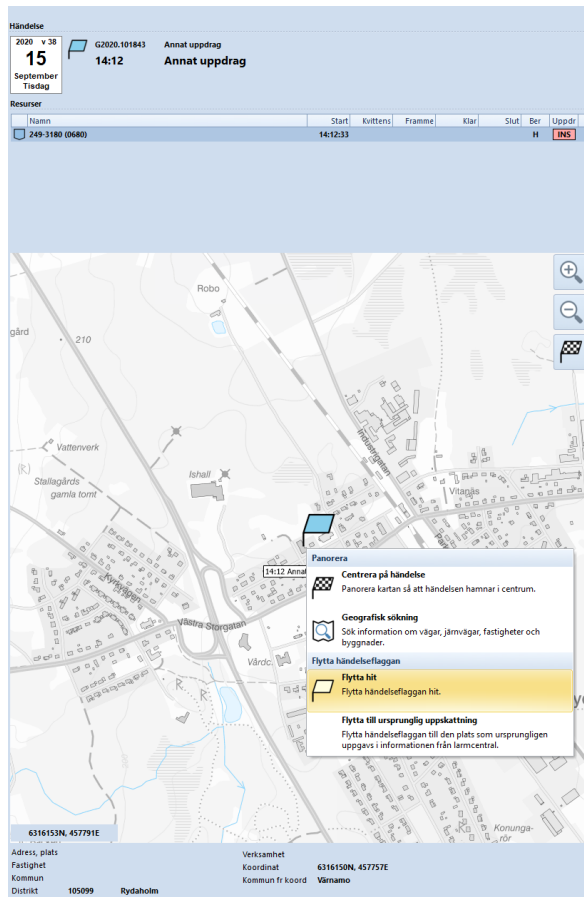 Händelse
2020 v 38
15
September
Tisdag
G2020.101843 Annat uppdrag
14:12 Annat uppdrag
Resurser
Namn Start Kvittens Framme Klar Slut Ber Uppdr
249-3180 (0680) 14:12:33 H INS
Robo
gård
210
Industrigatan
Vattenverk
(R)
Stallagårds
gamla tomt
Ishall
Vitanäs
14:12 Annat
Kyrkvägen
Västra Storgatan
Vårdc.
R
R
Panorera
Centrera på händelse
Panorera kartan så att händelsen hamnar i centrum.
Geografisk sökning
Sök information om vägar, järnvägar, fastigheter och
byggnader.
Flytta händelseflaggan
Flytta hit
Flytta händelseflaggan hit.
Flytta till ursprunglig uppskattning
Flytta händelseflaggan till den plats som ursprungligen
uppgavs i informationen från larmcentral.
Konunga-
rör
6316153N, 457791E
Adress, plats
Fastighet
Kommun
Distrikt 105099 Rydaholm
Verksamhet
Koordinat 6316150N, 457757E
Kommun fr koord Värnamo